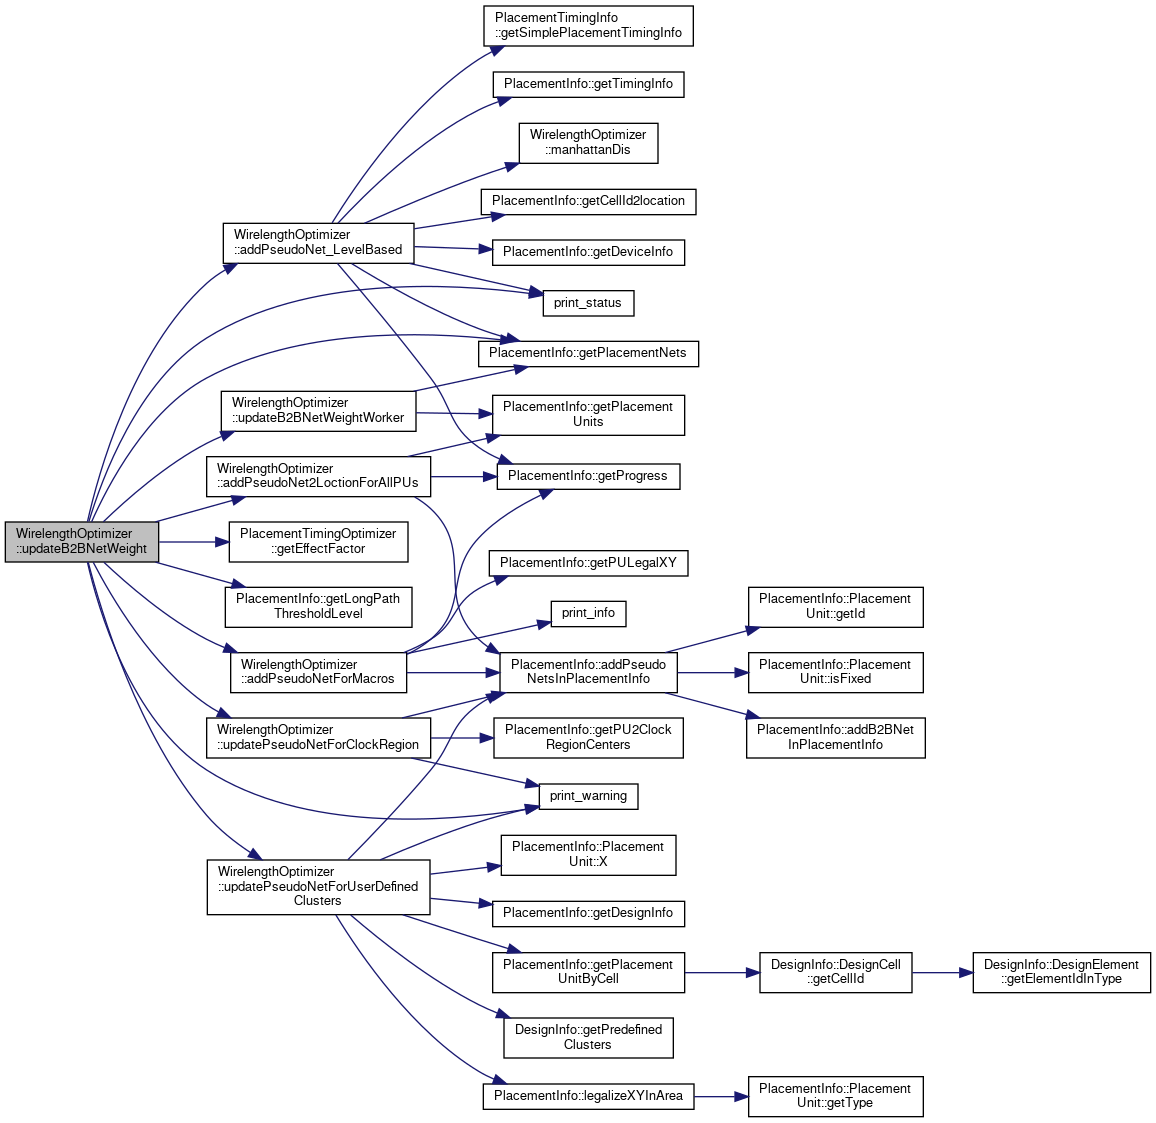 PlacementTimingInfo
::getSimplePlacementTimingInfo
PlacementInfo::getTimingInfo
WirelengthOptimizer
::manhattanDis
PlacementInfo::getCellId2location
WirelengthOptimizer
::addPseudoNet_LevelBased
PlacementInfo::getDeviceInfo
print_status
PlacementInfo::getPlacementNets
WirelengthOptimizer
::updateB2BNetWeightWorker
PlacementInfo::getPlacement
Units
WirelengthOptimizer
::addPseudoNet2LoctionForAllPUs
PlacementInfo::getProgress
WirelengthOptimizer
::updateB2BNetWeight
PlacementTimingOptimizer
::getEffectFactor
PlacementInfo::getPULegalXY
PlacementInfo::getLongPath
ThresholdLevel
print_info
PlacementInfo::Placement
Unit::getId
WirelengthOptimizer
::addPseudoNetForMacros
PlacementInfo::addPseudo
NetsInPlacementInfo
PlacementInfo::Placement
Unit::isFixed
WirelengthOptimizer
::updatePseudoNetForClockRegion
PlacementInfo::getPU2Clock
RegionCenters
PlacementInfo::addB2BNet
InPlacementInfo
print_warning
WirelengthOptimizer
::updatePseudoNetForUserDefined
Clusters
PlacementInfo::Placement
Unit::X
PlacementInfo::getDesignInfo
PlacementInfo::getPlacement
UnitByCell
DesignInfo::DesignCell
::getCellId
DesignInfo::DesignElement
::getElementIdInType
DesignInfo::getPredefined
Clusters
PlacementInfo::legalizeXYInArea
PlacementInfo::Placement
Unit::getType